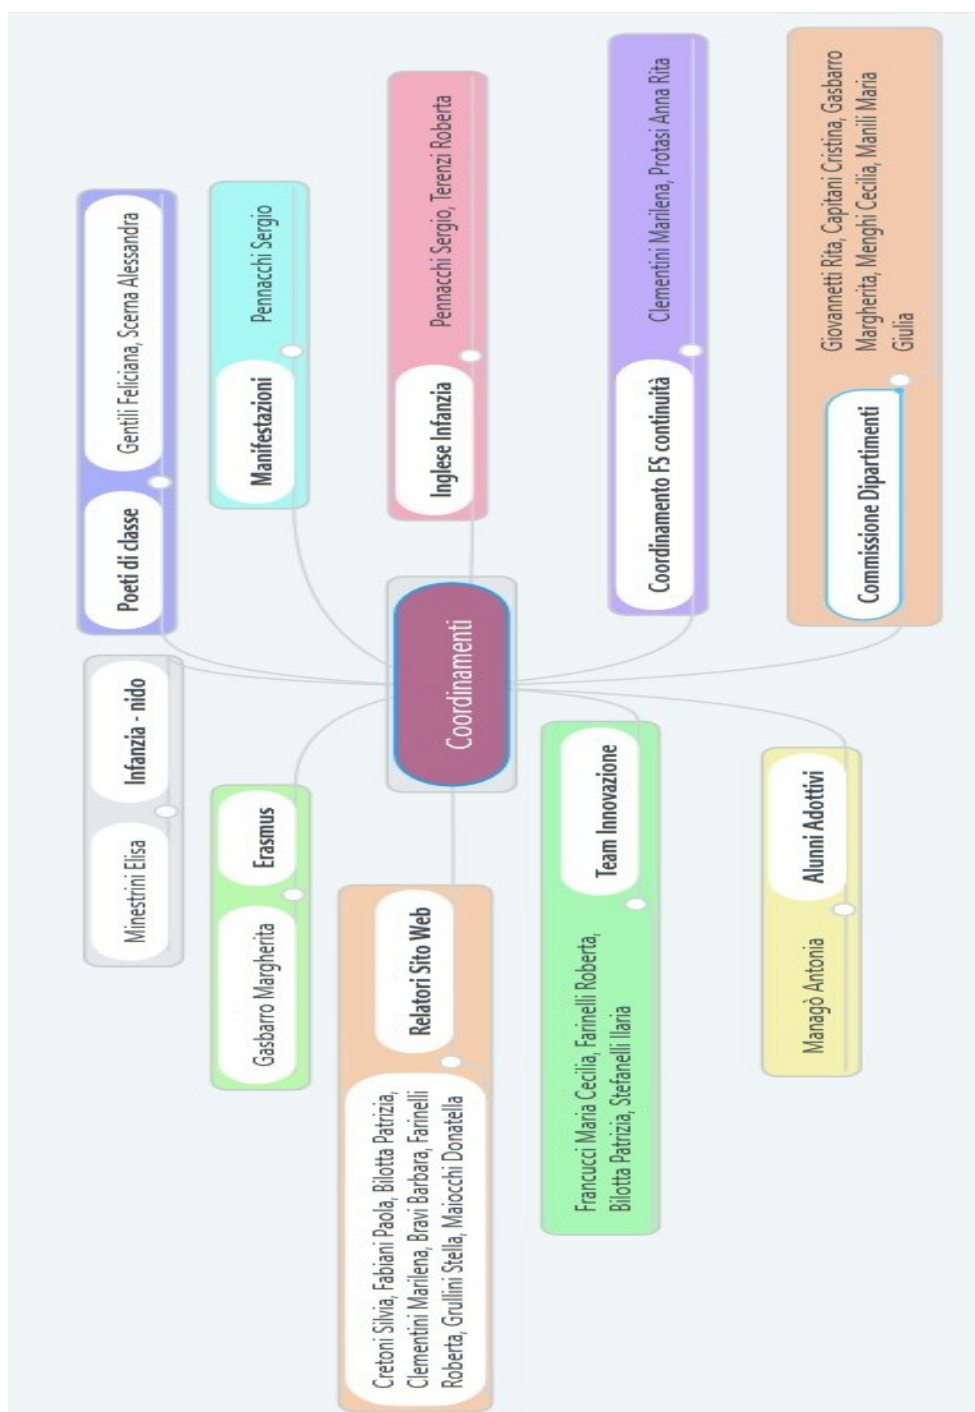 Coordinamenti
Poeti di classe
Gentili Feliciana, Scerna Alessandra
Manifestazioni
Pennacchi Sergio
Inglese Infanzia
Pennacchi Sergio, Terenzi Roberta
Coordinamento FS continuità
Clementini Marilena, Protasi Anna Rita
Commissione Dipartimenti
Giovannetti Rita, Capitani Cristina, Gasbarro
Margherita, Menghi Cecilia, Manili Maria
Giulia
Minestrini Elisa
Infanzia - nido
Gasbarro Margherita
Erasmus
Cretoni Silvia, Fabiani Paola, Bilotta Patrizia,
Clementini Marilena, Bravi Barbara, Farinelli
Roberta, Grullini Stella, Maiocchi Donatella
Relatori Sito Web
Francucci Maria Cecilia, Farinelli Roberta,
Bilotta Patrizia, Stefanelli Ilaria
Team Innovazione
Managò Antonia
Alunni Adottivi